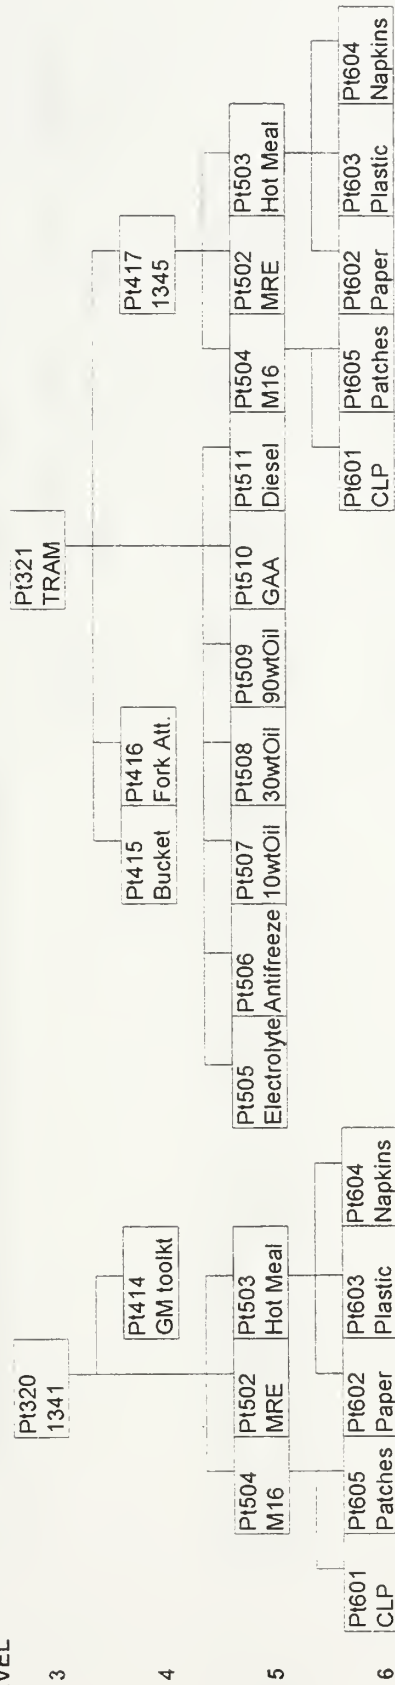 VEL
3
Pt320
1341
Pt321
TRAM
4
Pt414
GM toolkt
Pt415
Bucket
Pt416
Fork Att.
Pt417
1345
5
Pt504
M16
Pt502
MRE
Pt503
Hot Meal
Pt505
Electrolyte
Pt506
Antifreeze
Pt507
10wtOil
Pt508
30wtOil
Pt509
90wtOil
Pt510
GAA
Pt511
Diesel
Pt504
M16
Pt502
MRE
Pt503
Hot Meal
6
Pt601
CLP
Pt605
Patches
Pt602
Paper
Pt603
Plastic
Pt604
Napkins
Pt601
CLP
Pt605
Patches
Pt602
Paper
Pt603
Plastic
Pt604
Napkins